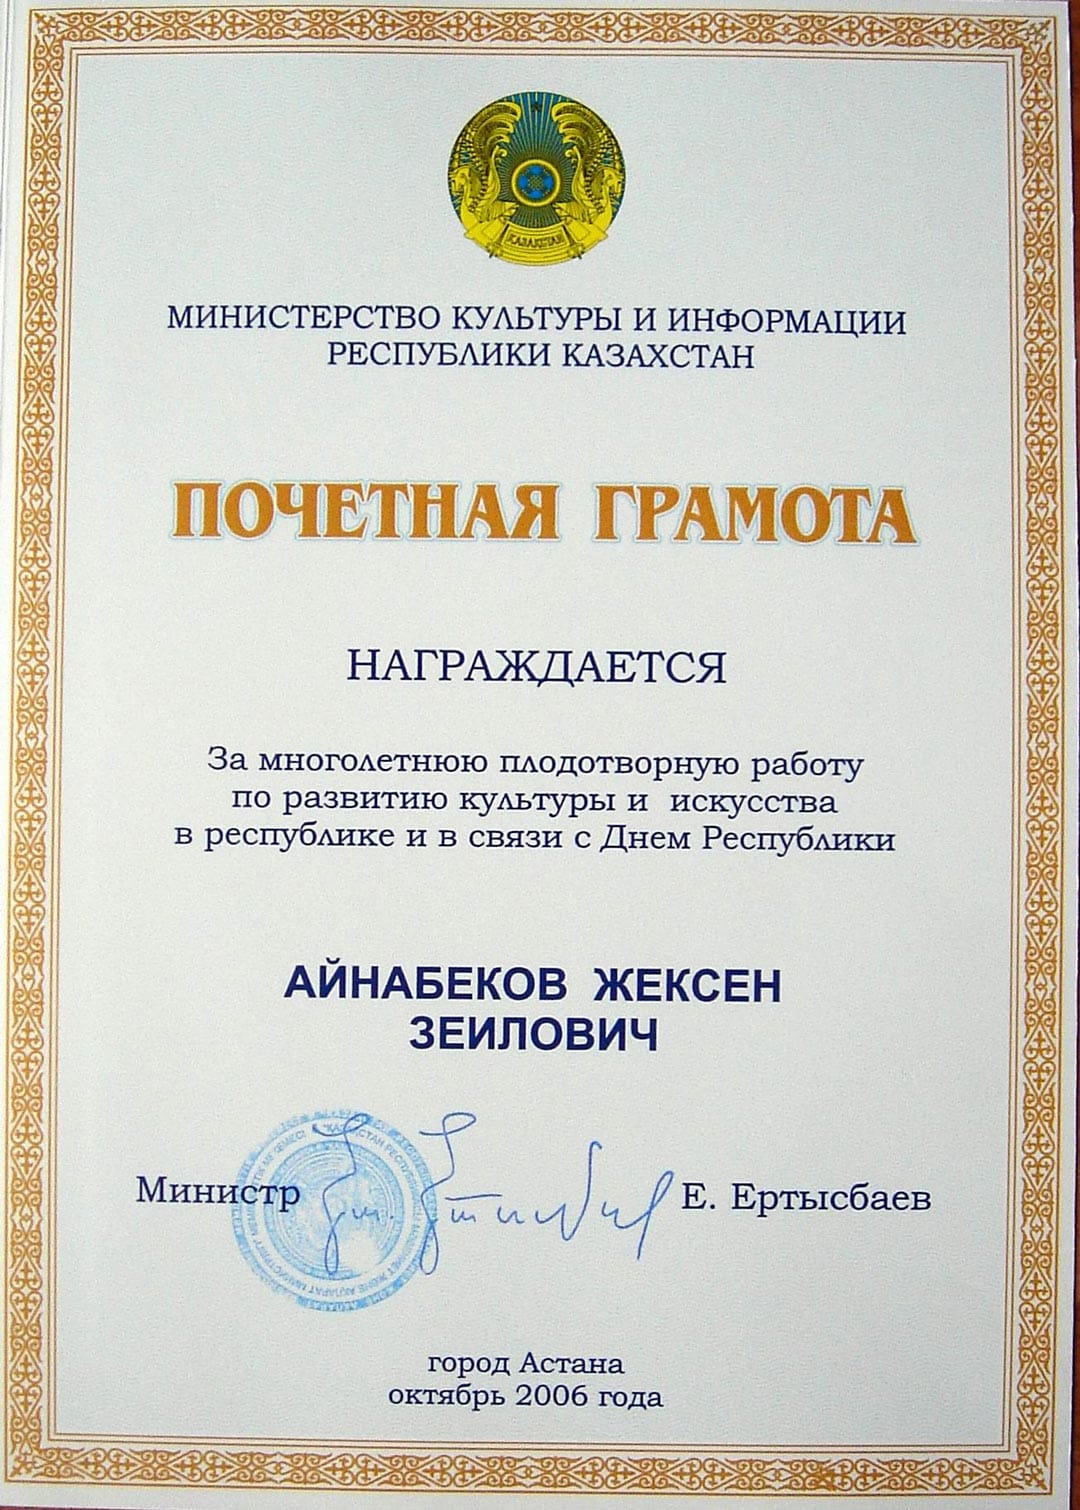 ҚАЗАҚСТАН
МИНИСТЕРСТВО КУЛЬТУРЫ И ИНФОРМАЦИИ
РЕСПУБЛИКИ КАЗАХСТАН
ПОЧЕТНАЯ ГРАМОТА
НАГРАЖДАЕТСЯ
За многолетнюю плодотворную работу
по развитию культуры и искусства
в республике и в связи с Днем Республики
АЙНАБЕКОВ ЖЕКСЕН
ЗЕИЛОВИЧ
Министр Е. Ертысбаев
город Астана
октябрь 2006 года